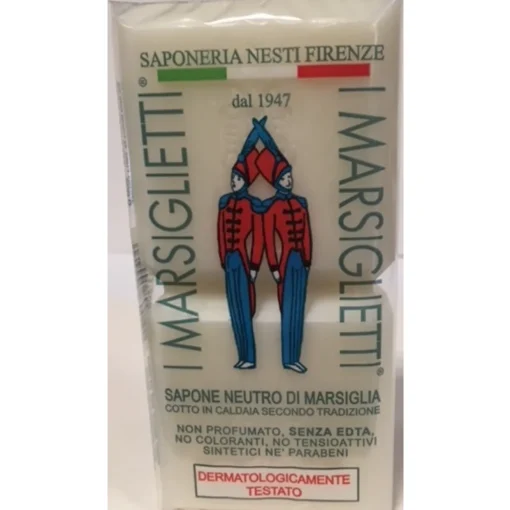 SAPONERIA NESTI FIRENZE
dal 1947
I MARSIGLIETTI®
I MARSIGLIETTI®
SAPONE NEUTRO DI MARSIGLIA
COTTO IN CALDAIA SECONDO TRADIZIONE
NON PROFUMATO, SENZA EDTA,
NO COLORANTI, NO TENSIOATTIVI
SINTETICI NE' PARABENI
DERMATOLOGICAMENTE
TESTATO